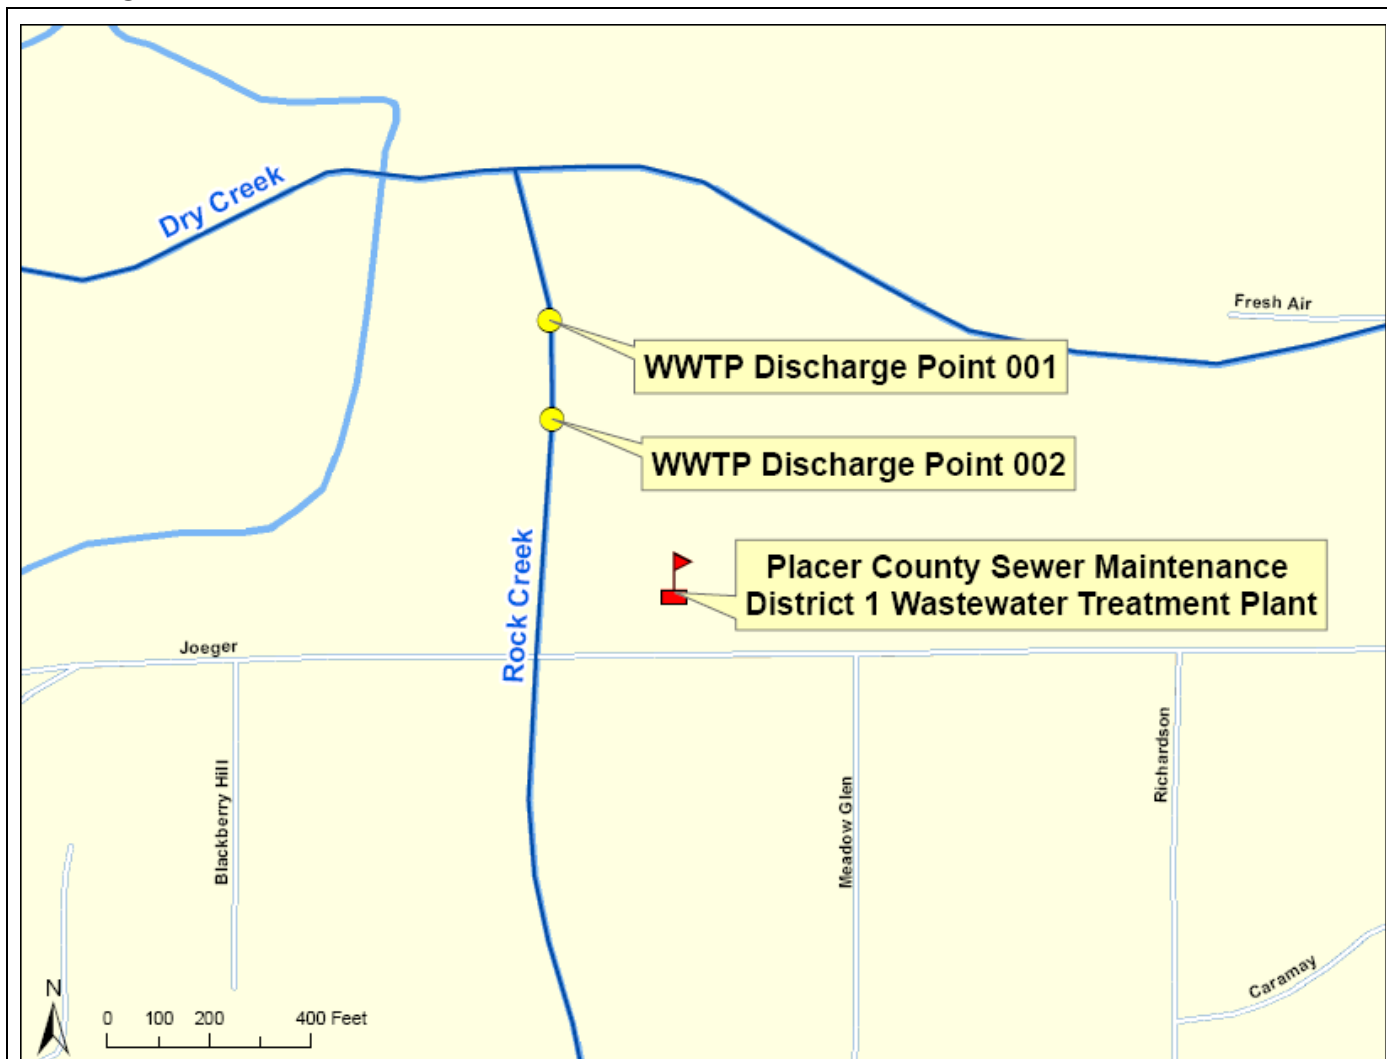 Dry Creek
Fresh Air
WWTP Discharge Point 001
WWTP Discharge Point 002
Rock Creek
Placer County Sewer Maintenance
District 1 Wastewater Treatment Plant
Joeger
Blackberry Hill
Meadow Glen
Richardson
Caramay
N
0 100 200 400 Feet